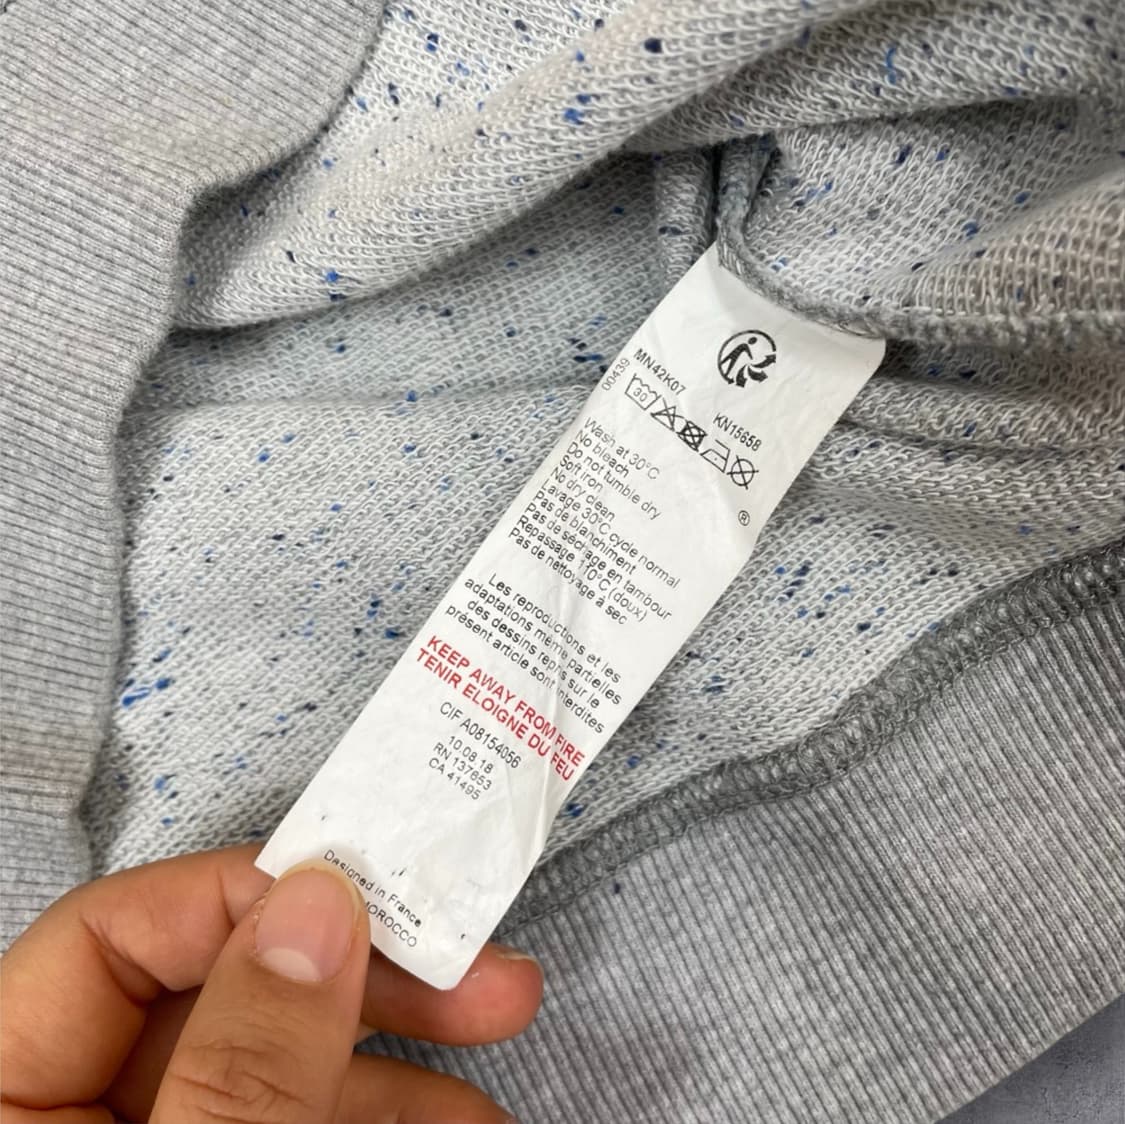 MN42K07 KN15658
00439
30
®
Wash at 30°C
No bleach
Do not tumble dry
Soft iron
No dry clean
Lavage 30°C cycle normal
Pas de blanchiment
Pas de séchage en tambour
Repassage 110°C (doux)
Pas de nettoyage à sec
Les reproductions et les
adaptations même partielles
des dessins repris sur le
présent article sont interdites
KEEP AWAY FROM FIRE
TENIR ELOIGNE DU FEU
CIF A08154056
10.08 18
RN 137653
CA 41495
Designed in France
MOROCCO